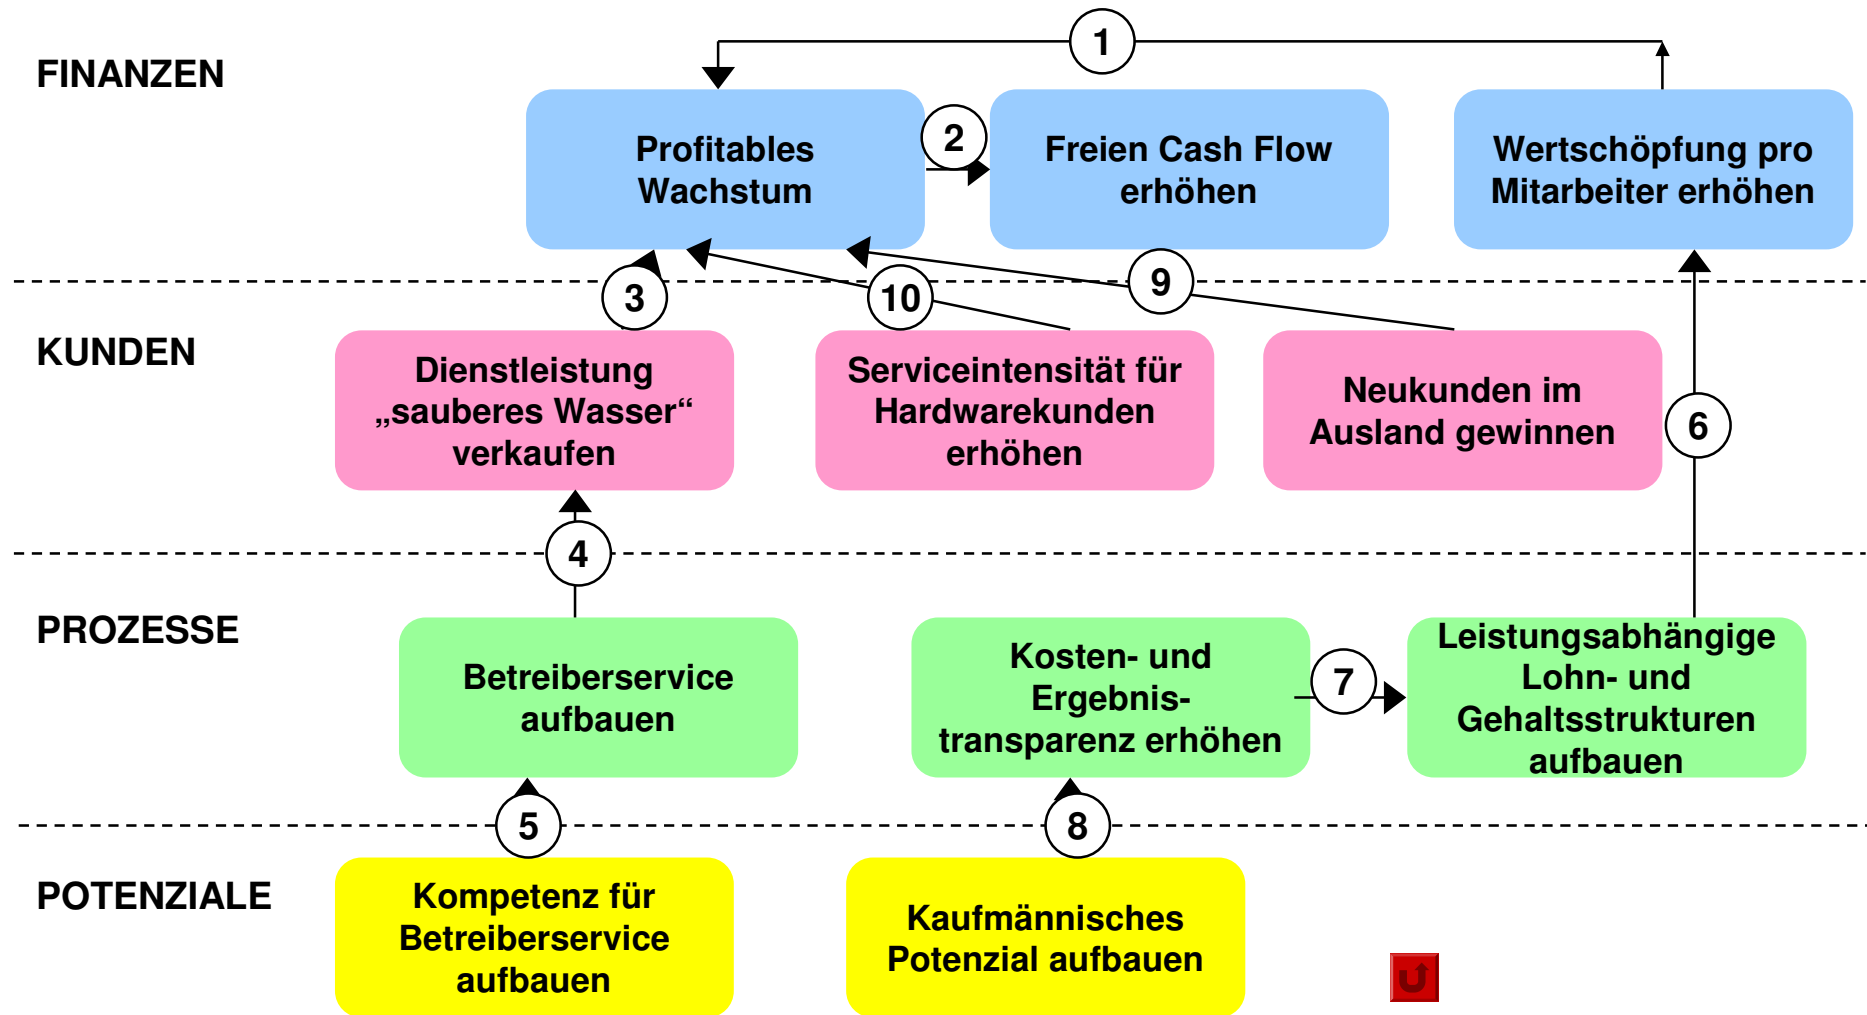 FINANZEN
1
Profitables
Wachstum
2
Freien Cash Flow
erhöhen
Wertschöpfung pro
Mitarbeiter erhöhen
3
10
9
KUNDEN
Dienstleistung
„sauberes Wasser“
verkaufen
Serviceintensität für
Hardwarekunden
erhöhen
Neukunden im
Ausland gewinnen
6
4
PROZESSE
Betreiberservice
aufbauen
Kosten- und
Ergebnis-
transparenz erhöhen
7
Leistungsabhängige
Lohn- und
Gehaltsstrukturen
aufbauen
5
8
POTENZIALE
Kompetenz für
Betreiberservice
aufbauen
Kaufmännisches
Potenzial aufbauen